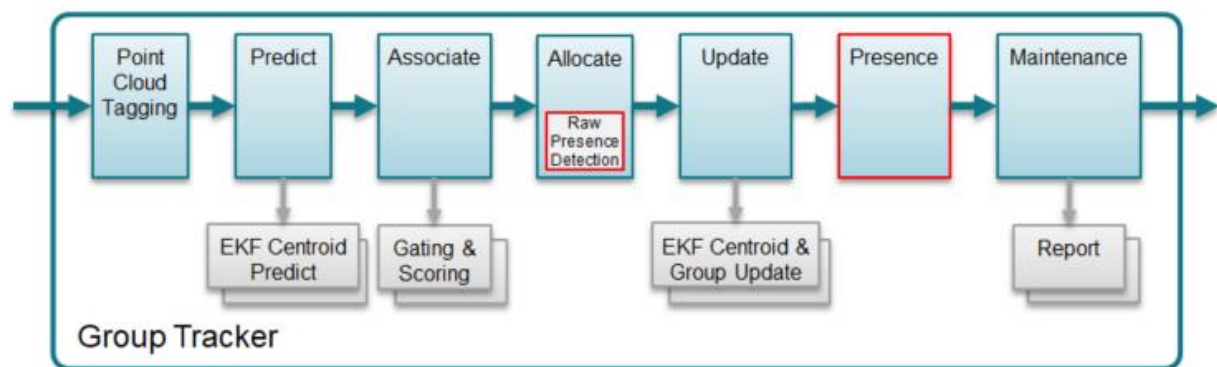 Point
Cloud
Tagging
Predict
Associate
Allocate
Raw
Presence
Detection
Update
Presence
Maintenance
EKF Centroid
Predict
Gating &
Scoring
EKF Centroid &
Group Update
Report
Group Tracker